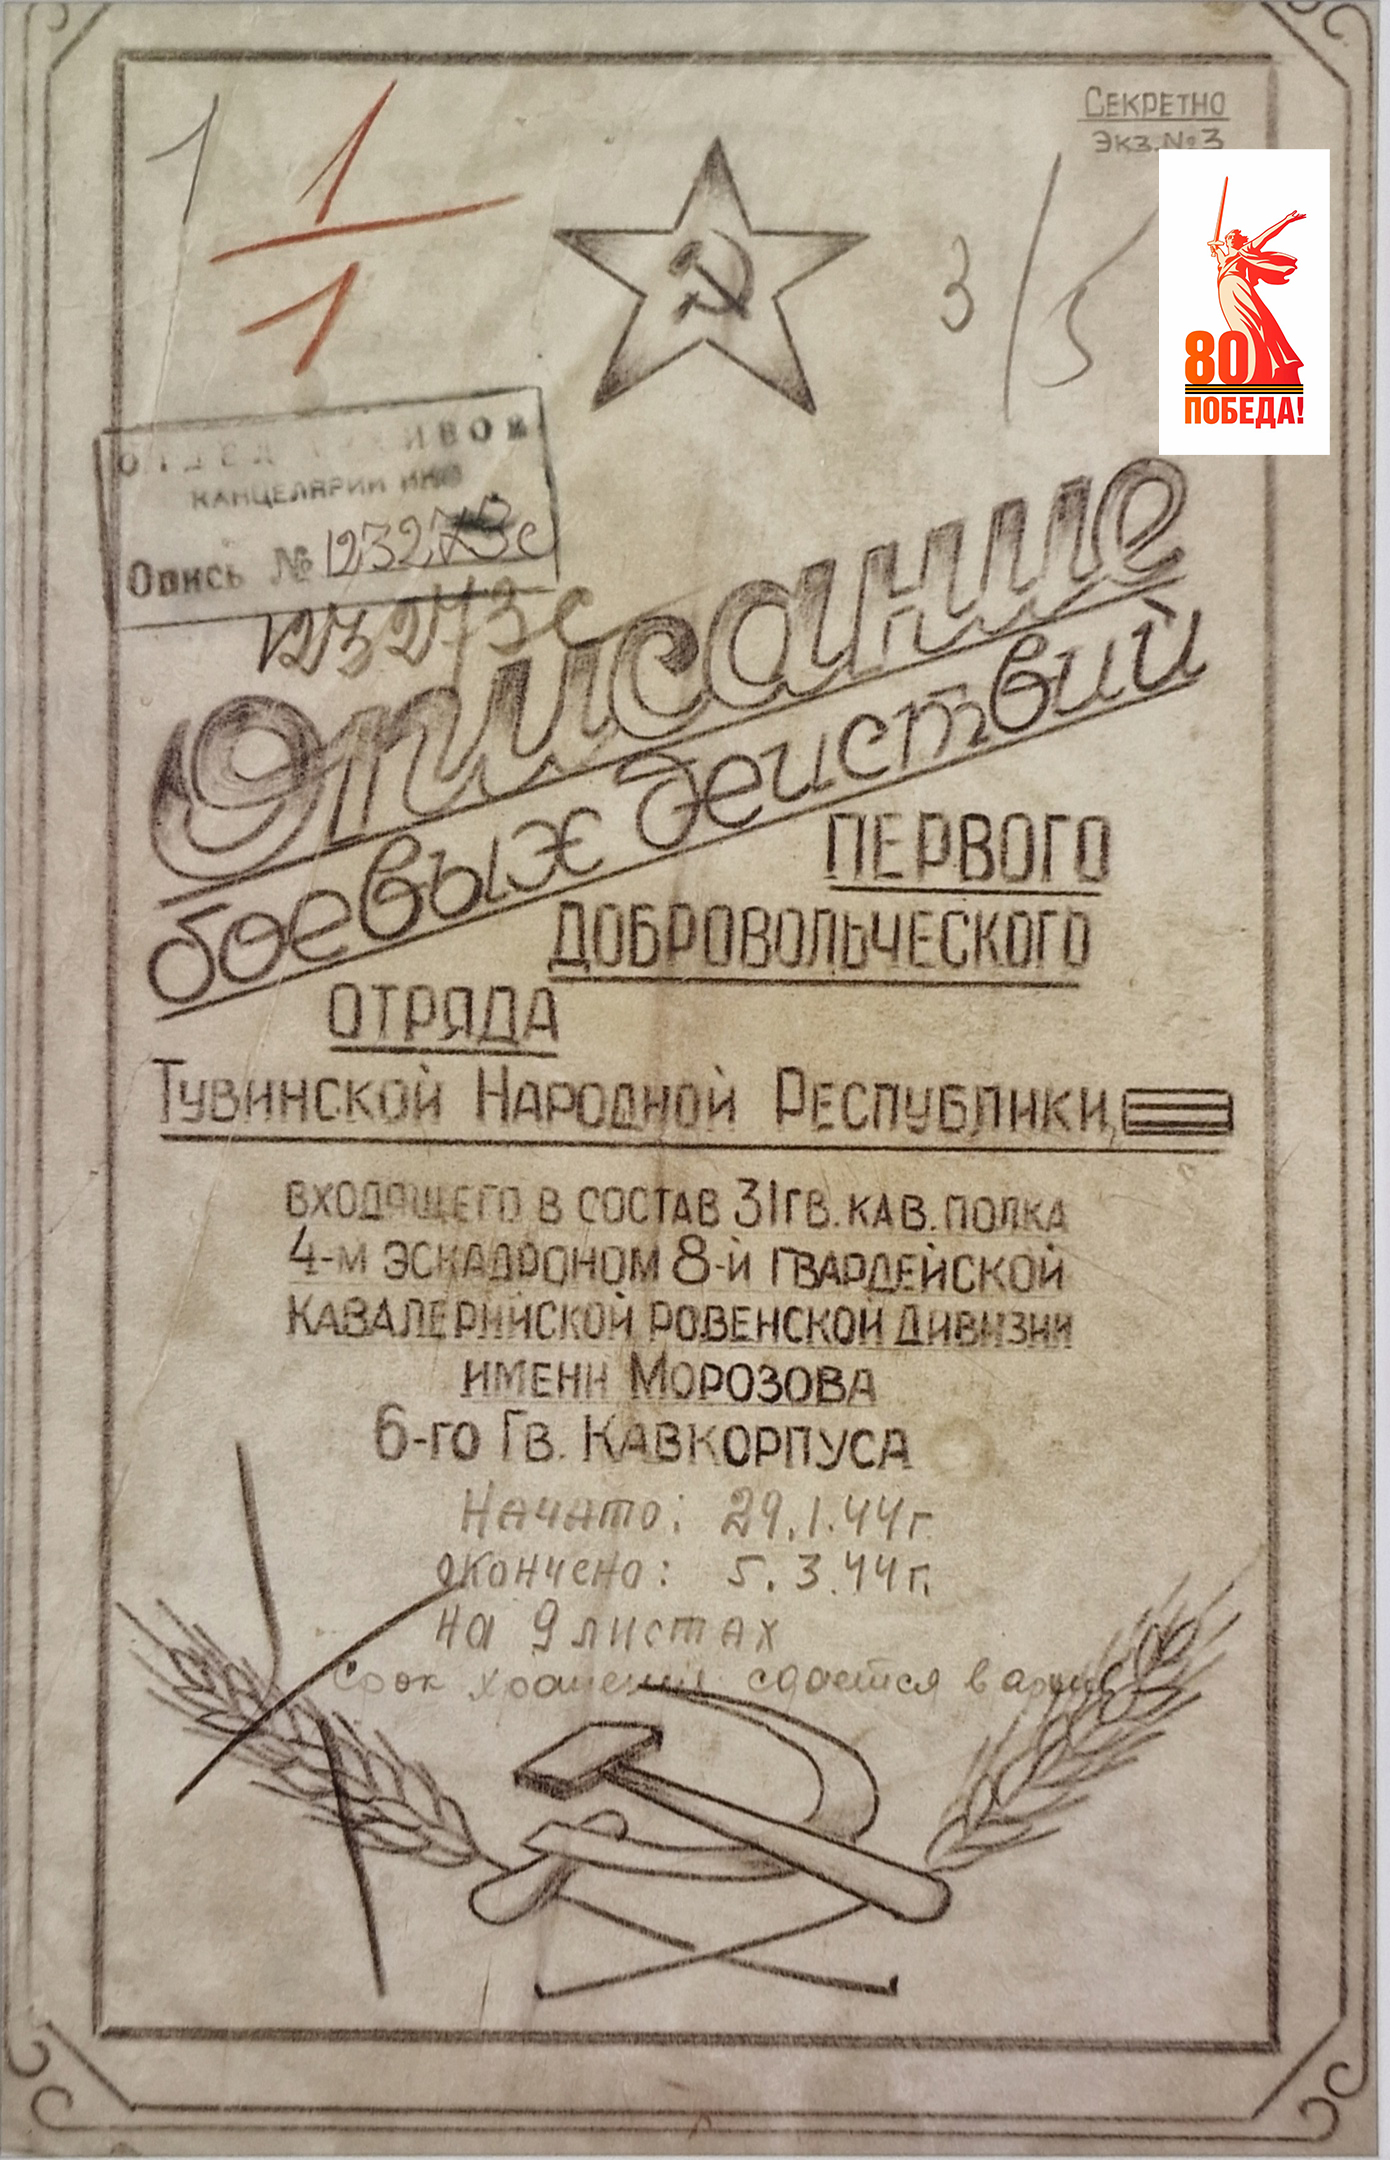 Секретно
Экз. №3
1
1
1
3/5
80
ПОБЕДА!
КАНЦЕЛЯРИИ
Опись № 123273с
123273с
Описание
боевых действий
ПЕРВОГО
ДОБРОВОЛЬЧЕСКОГО
ОТРЯДА
Тувинской Народной Республики,
входящего в состав 31 гв. кав. полка
4-м эскадроном 8-й Гвардейской
Кавалерийской Ровенской дивизии
имени Морозова
6-го Гв. Кавкорпуса
Начато: 29.1.44 г.
Окончено: 5.3.44 г.
на 9 листах
Срок хранения сдается в архив